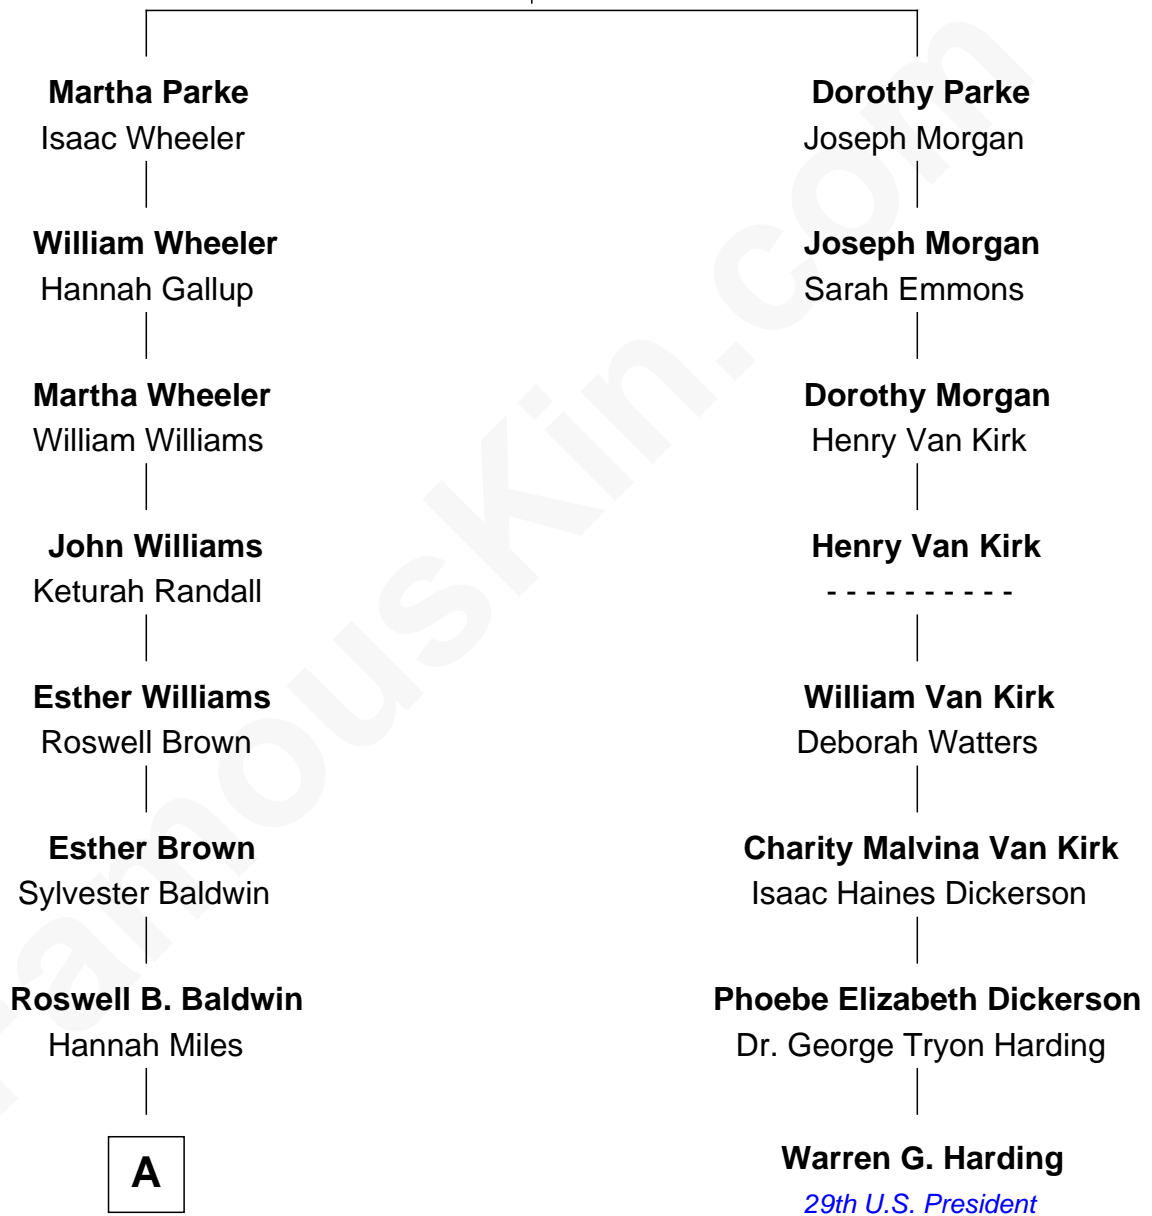 Martha Parke
Isaac Wheeler
William Wheeler
Hannah Gallup
Martha Wheeler
William Williams
John Williams
Keturah Randall
Esther Williams
Roswell Brown
Esther Brown
Sylvester Baldwin
Roswell B. Baldwin
Hannah Miles
A
Dorothy Parke
Joseph Morgan
Joseph Morgan
Sarah Emmons
Dorothy Morgan
Henry Van Kirk
Henry Van Kirk
- - - - - - - - - -
William Van Kirk
Deborah Watters
Charity Malvina Van Kirk
Isaac Haines Dickerson
Phoebe Elizabeth Dickerson
Dr. George Tryon Harding
Warren G. Harding
29th U.S. President
FamousKin.com